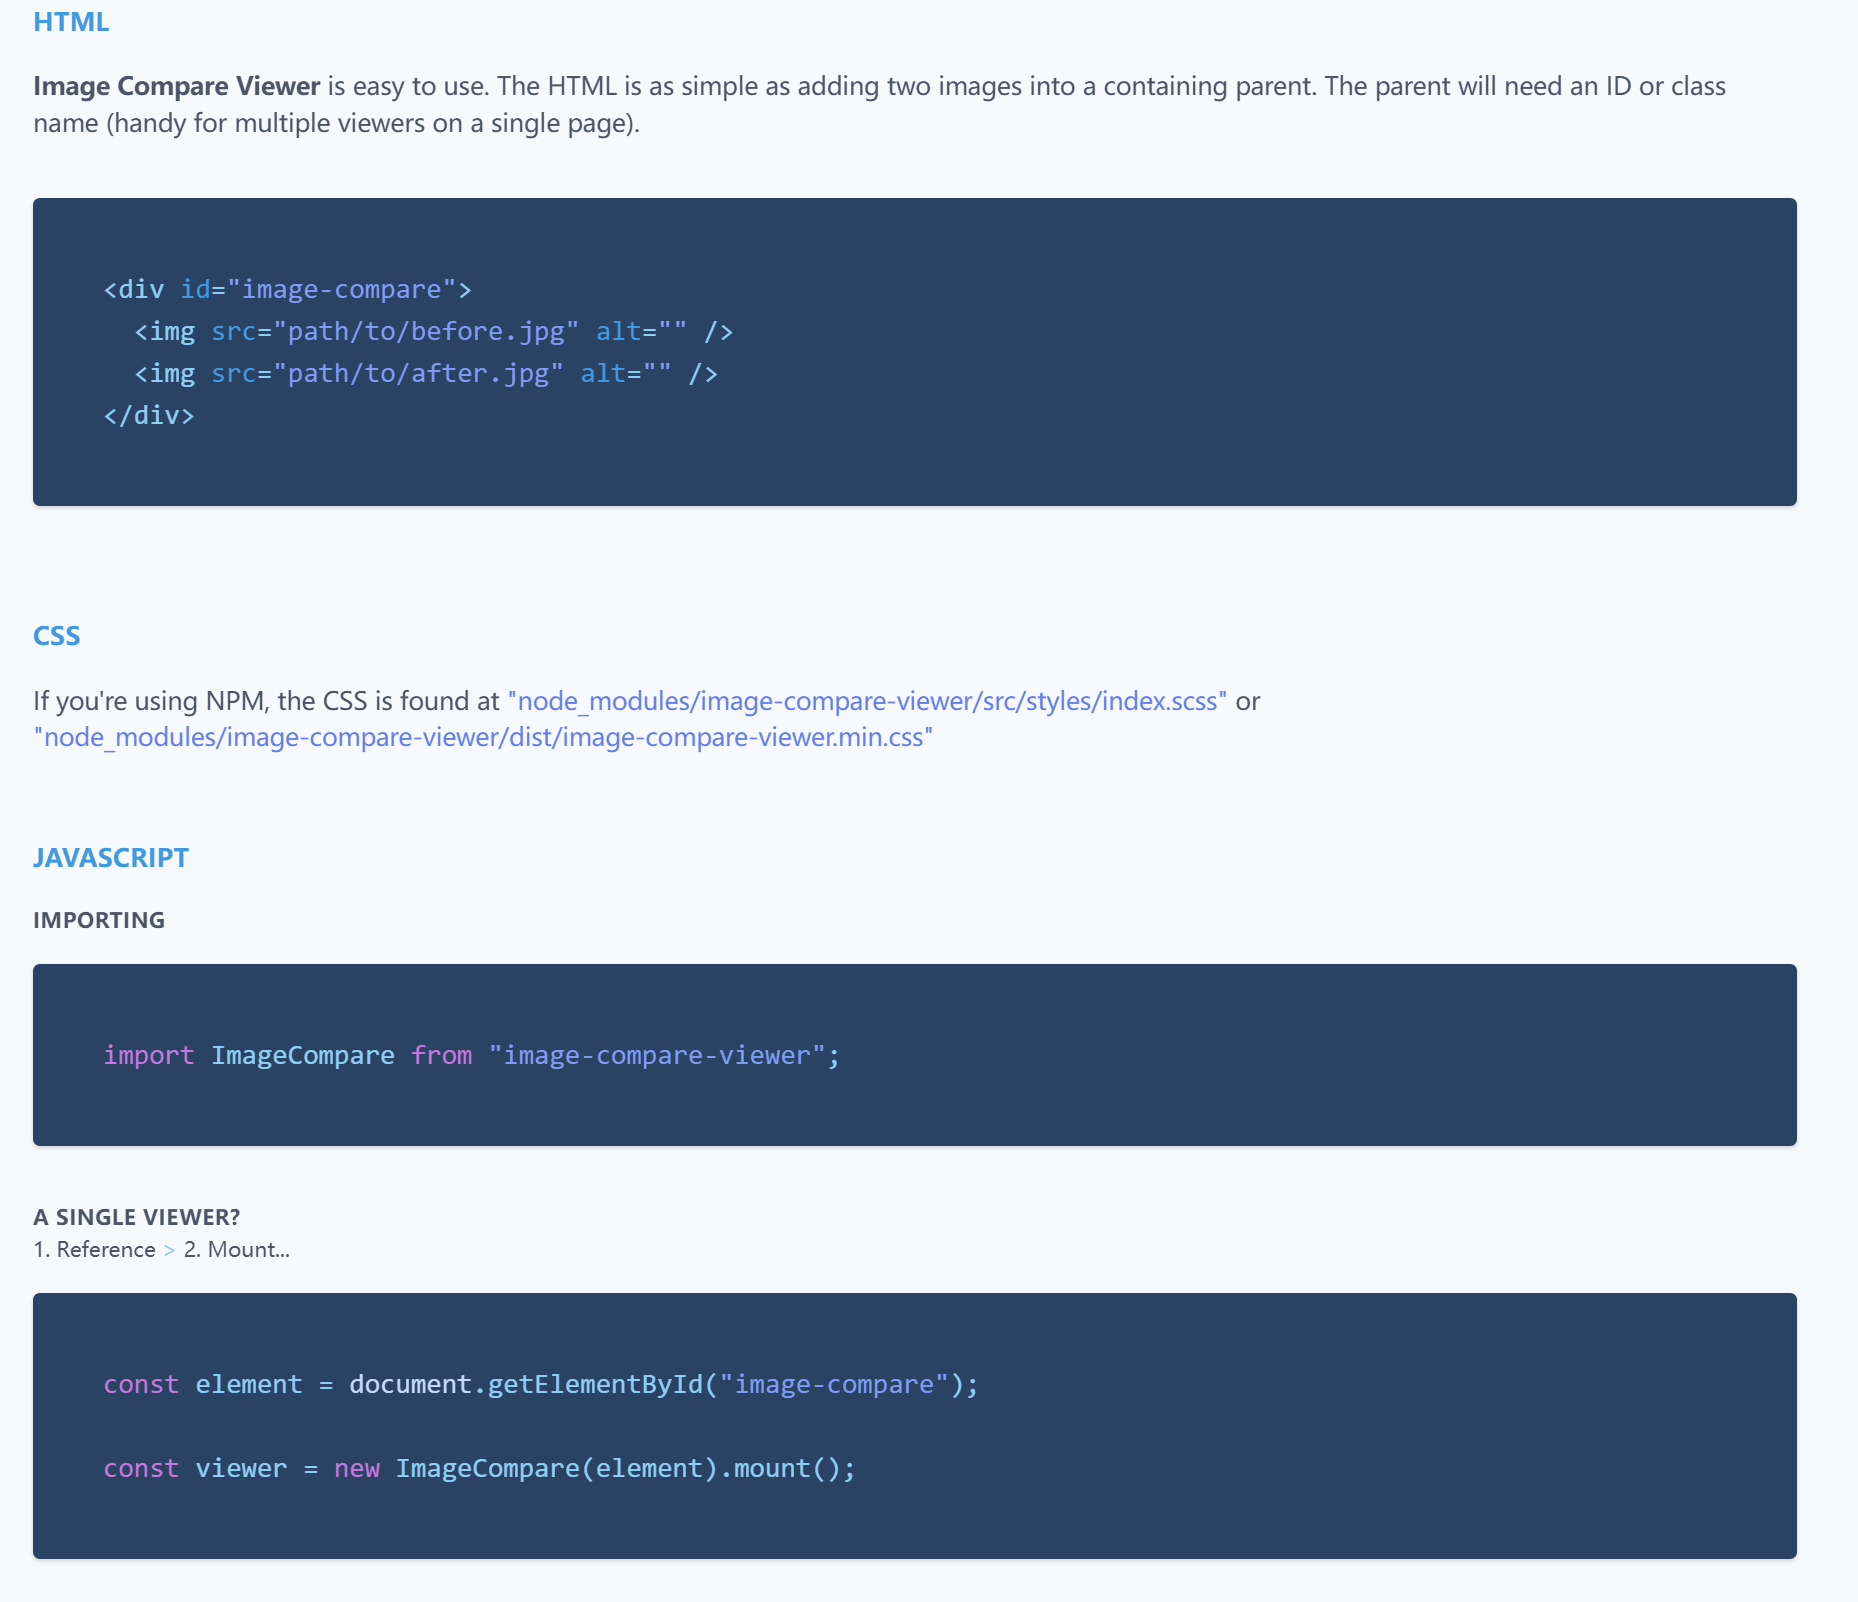 HTML
Image Compare Viewer is easy to use. The HTML is as simple as adding two images into a containing parent. The parent will need an ID or class
name (handy for multiple viewers on a single page).
<div id="image-compare">
  <img src="path/to/before.jpg" alt="" />
  <img src="path/to/after.jpg" alt="" />
</div>
CSS
If you're using NPM, the CSS is found at "node_modules/image-compare-viewer/src/styles/index.scss" or
"node_modules/image-compare-viewer/dist/image-compare-viewer.min.css"
JAVASCRIPT
IMPORTING
import ImageCompare from "image-compare-viewer";
A SINGLE VIEWER?
1. Reference > 2. Mount...
const element = document.getElementById("image-compare");
const viewer = new ImageCompare(element).mount();